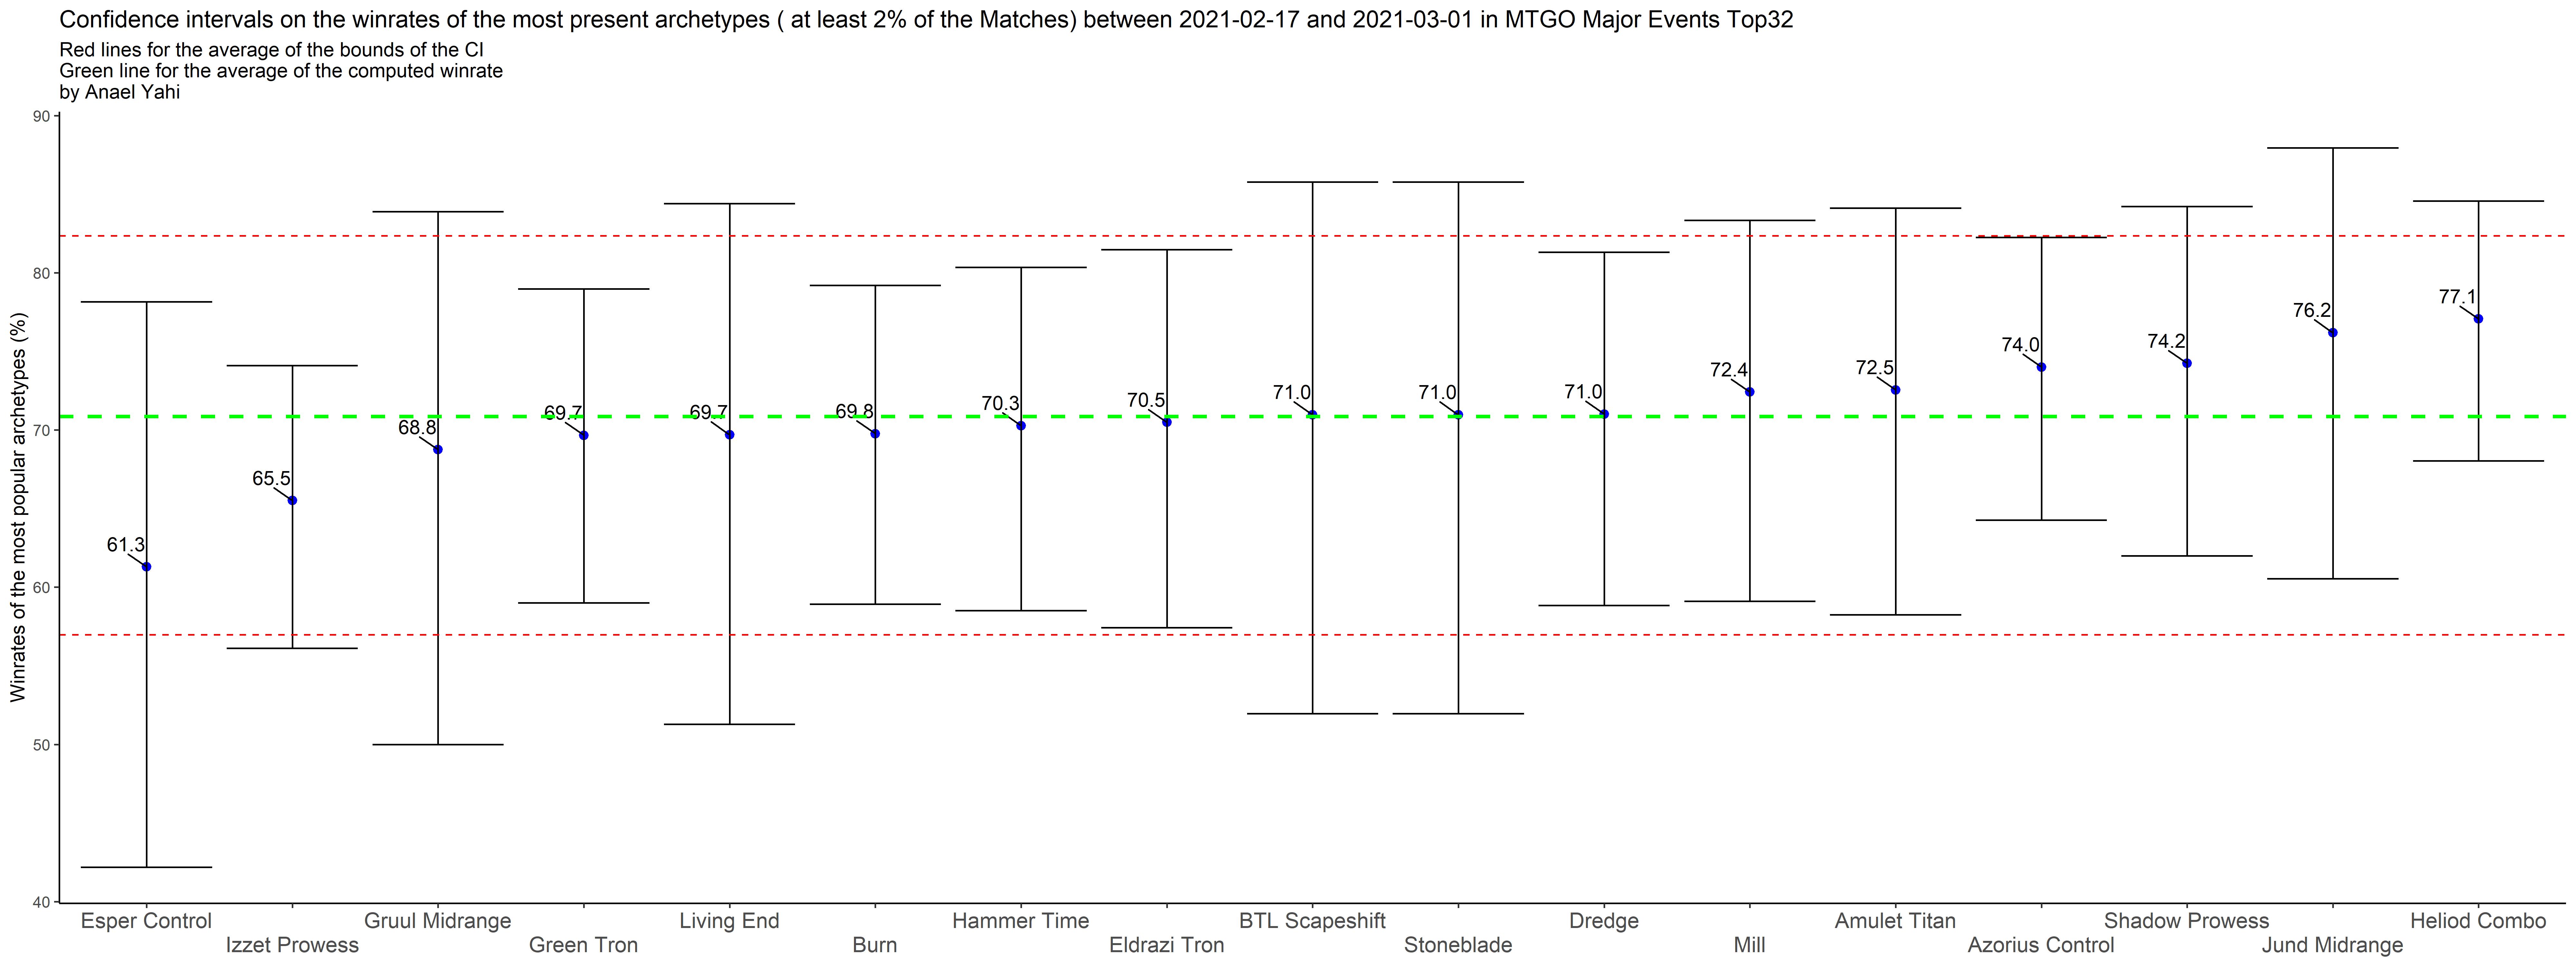 Confidence intervals on the winrates of the most present archetypes ( at least 2% of the Matches) between 2021-02-17 and 2021-03-01 in MTGO Major Events Top32
Red lines for the average of the bounds of the CI
Green line for the average of the computed winrate
by Anael Yahi
Winrates of the most popular archetypes (%)
90
80
70
60
50
40
61.3
65.5
68.8
69.7
69.7
69.8
70.3
70.5
71.0
71.0
71.0
72.4
72.5
74.0
74.2
76.2
77.1
Esper Control
Izzet Prowess
Gruul Midrange
Green Tron
Living End
Burn
Hammer Time
Eldrazi Tron
BTL Scapeshift
Stoneblade
Dredge
Mill
Amulet Titan
Azorius Control
Shadow Prowess
Jund Midrange
Heliod Combo